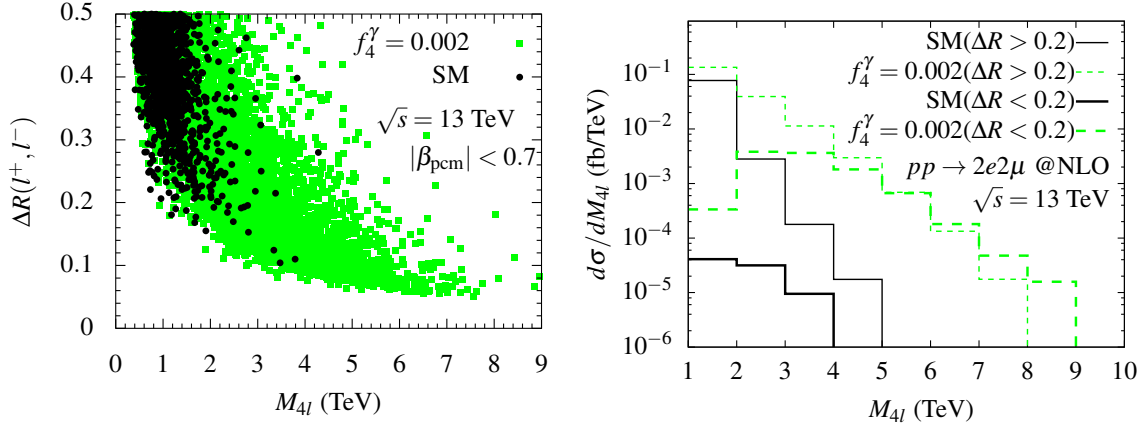 ΔR(l⁺, l⁻)
0.5
0.4
0.3
0.2
0.1
0
f₄^γ = 0.002
SM
√s = 13 TeV
|β_pcm| < 0.7
0 1 2 3 4 5 6 7 8 9
M₄ₗ (TeV)
dσ/dM₄ₗ (fb/TeV)
10⁻¹
10⁻²
10⁻³
10⁻⁴
10⁻⁵
10⁻⁶
SM(ΔR > 0.2)
f₄^γ = 0.002(ΔR > 0.2)
SM(ΔR < 0.2)
f₄^γ = 0.002(ΔR < 0.2)
pp → 2e2μ @NLO
√s = 13 TeV
1 2 3 4 5 6 7 8 9 10
M₄ₗ (TeV)